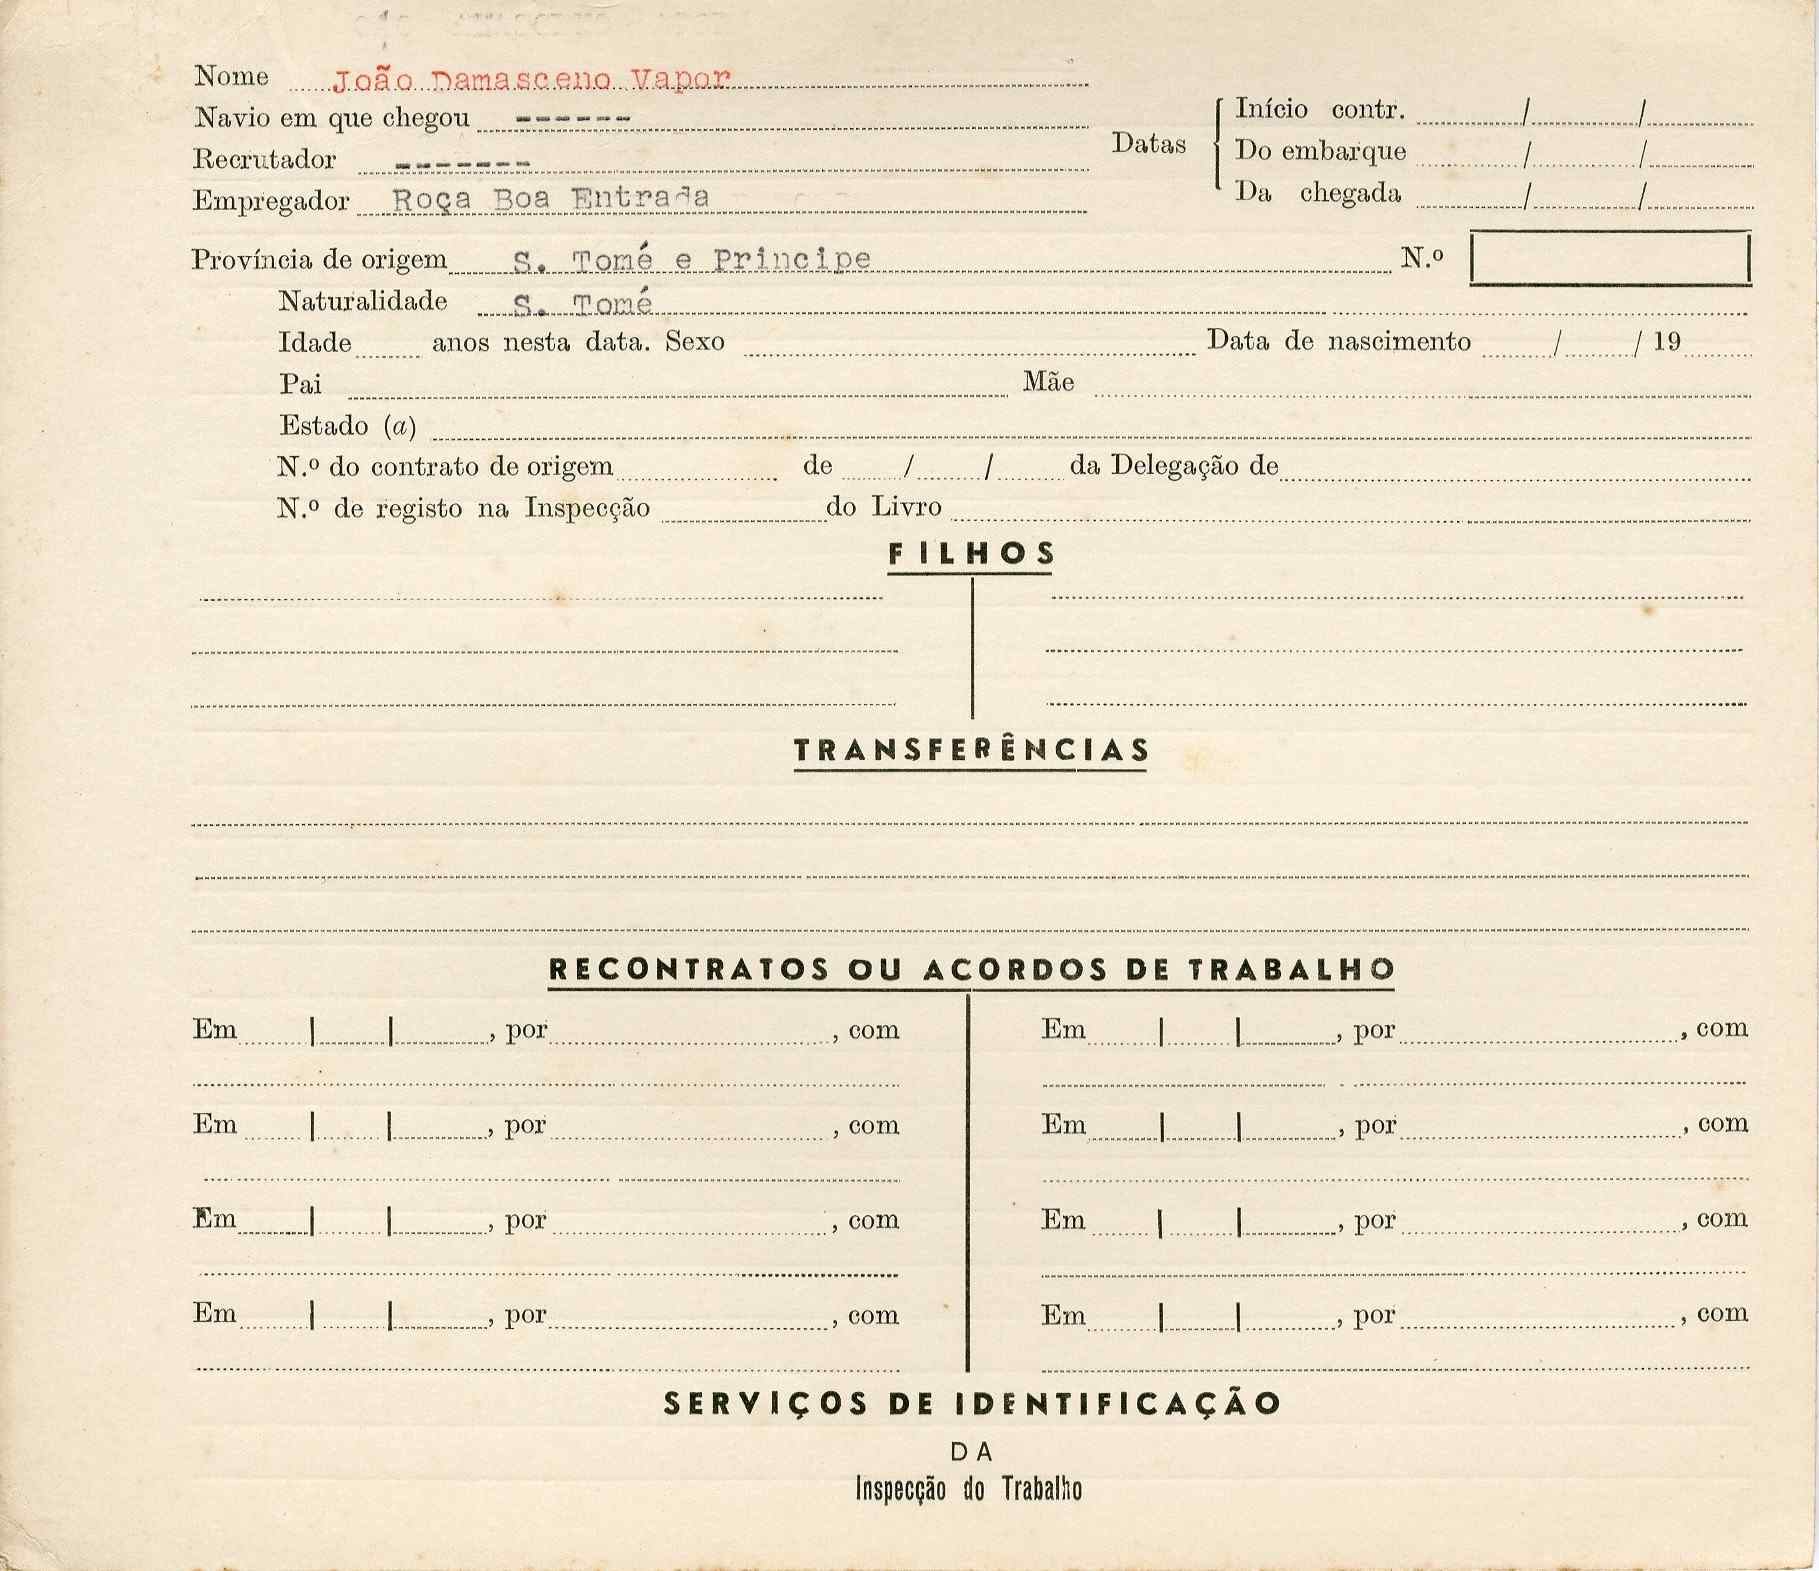 Nome João Damasceno Vapor
Navio em que chegou ------
Recrutador -------
Empregador Roça Boa Entrada
Datas
Início contr. / /
Do embarque / /
Da chegada / /
Província de origem S. Tomé e Principe N.º
Naturalidade S. Tomé
Idade anos nesta data. Sexo Data de nascimento / / 19
Pai Mãe
Estado (a)
N.º do contrato de origem de / / da Delegação de
N.º de registo na Inspecção do Livro
FILHOS
TRANSFERÊNCIAS
RECONTRATOS OU ACORDOS DE TRABALHO
Em | | , por , com Em | | , por , com
Em | | , por , com Em | | , por , com
Em | | , por , com Em | | , por , com
Em | | , por , com Em | | , por , com
SERVIÇOS DE IDENTIFICAÇÃO
DA
Inspecção do Trabalho